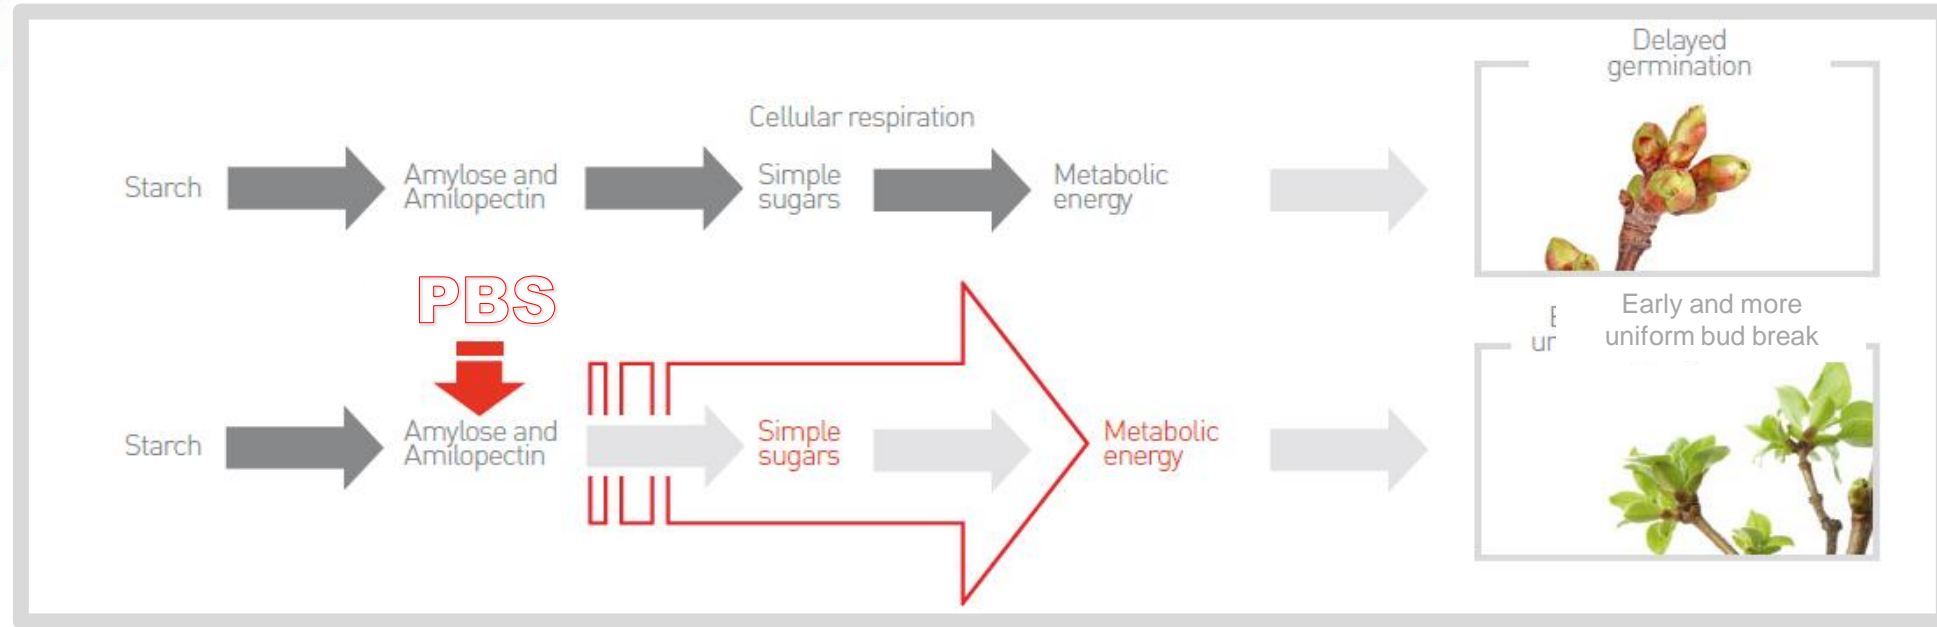 Delayed
germination
Cellular respiration
Starch
Amylose and
Amilopectin
Simple
sugars
Metabolic
energy
PBS
Early and more
uniform bud break
Starch
Amylose and
Amilopectin
Simple
sugars
Metabolic
energy